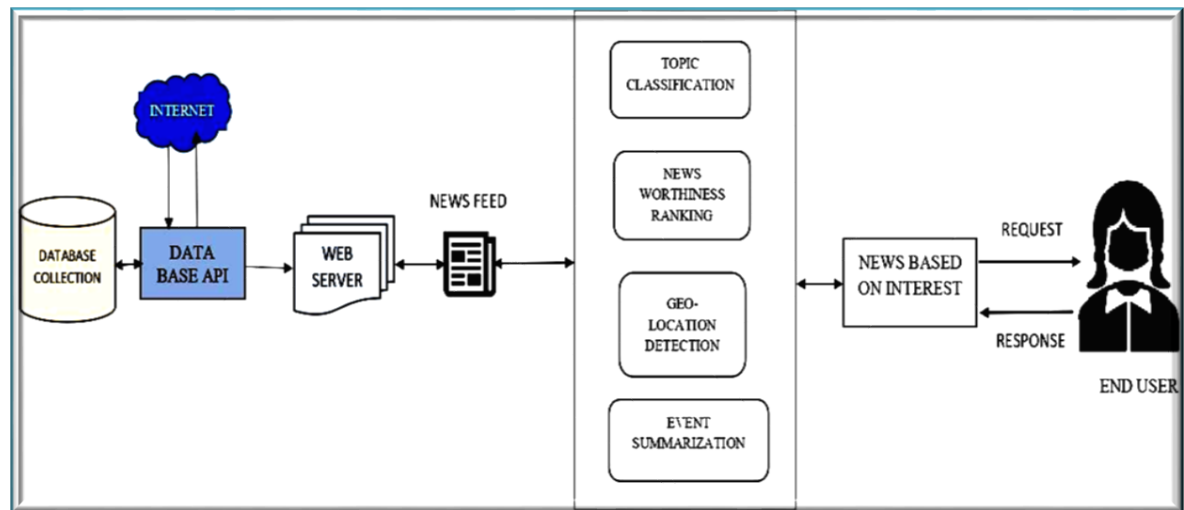 INTERNET
DATABASE
COLLECTION
DATA
BASE API
WEB
SERVER
NEWS FEED
TOPIC
CLASSIFICATION
NEWS
WORTHINESS
RANKING
GEO-
LOCATION
DETECTION
EVENT
SUMMARIZATION
NEWS BASED
ON INTEREST
REQUEST
RESPONSE
END USER